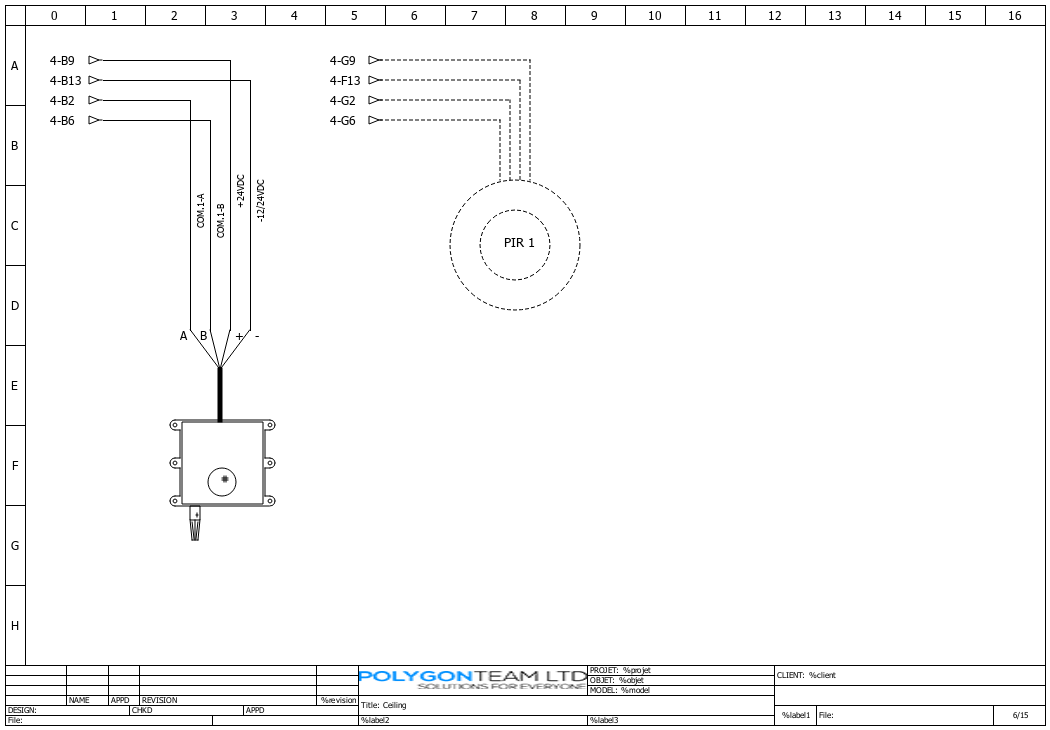 0 1 2 3 4 5 6 7 8 9 10 11 12 13 14 15 16
A
B
C
D
E
F
G
H
4-B9
4-B13
4-B2
4-B6
4-G9
4-F13
4-G2
4-G6
COM.1-A
COM.1-B
+24VDC
-12/24VDC
PIR 1
A B + -
POLYGONTEAM LTD
SOLUTIONS FOR EVERYONE
NAME APPD REVISION %revision
DESIGN: CHKD APPD
File:
Title: Ceiling
%label2 %label3
PROJET: %projet
OBJET: %objet
MODEL: %model
CLIENT: %client
%label1 File: 6/15